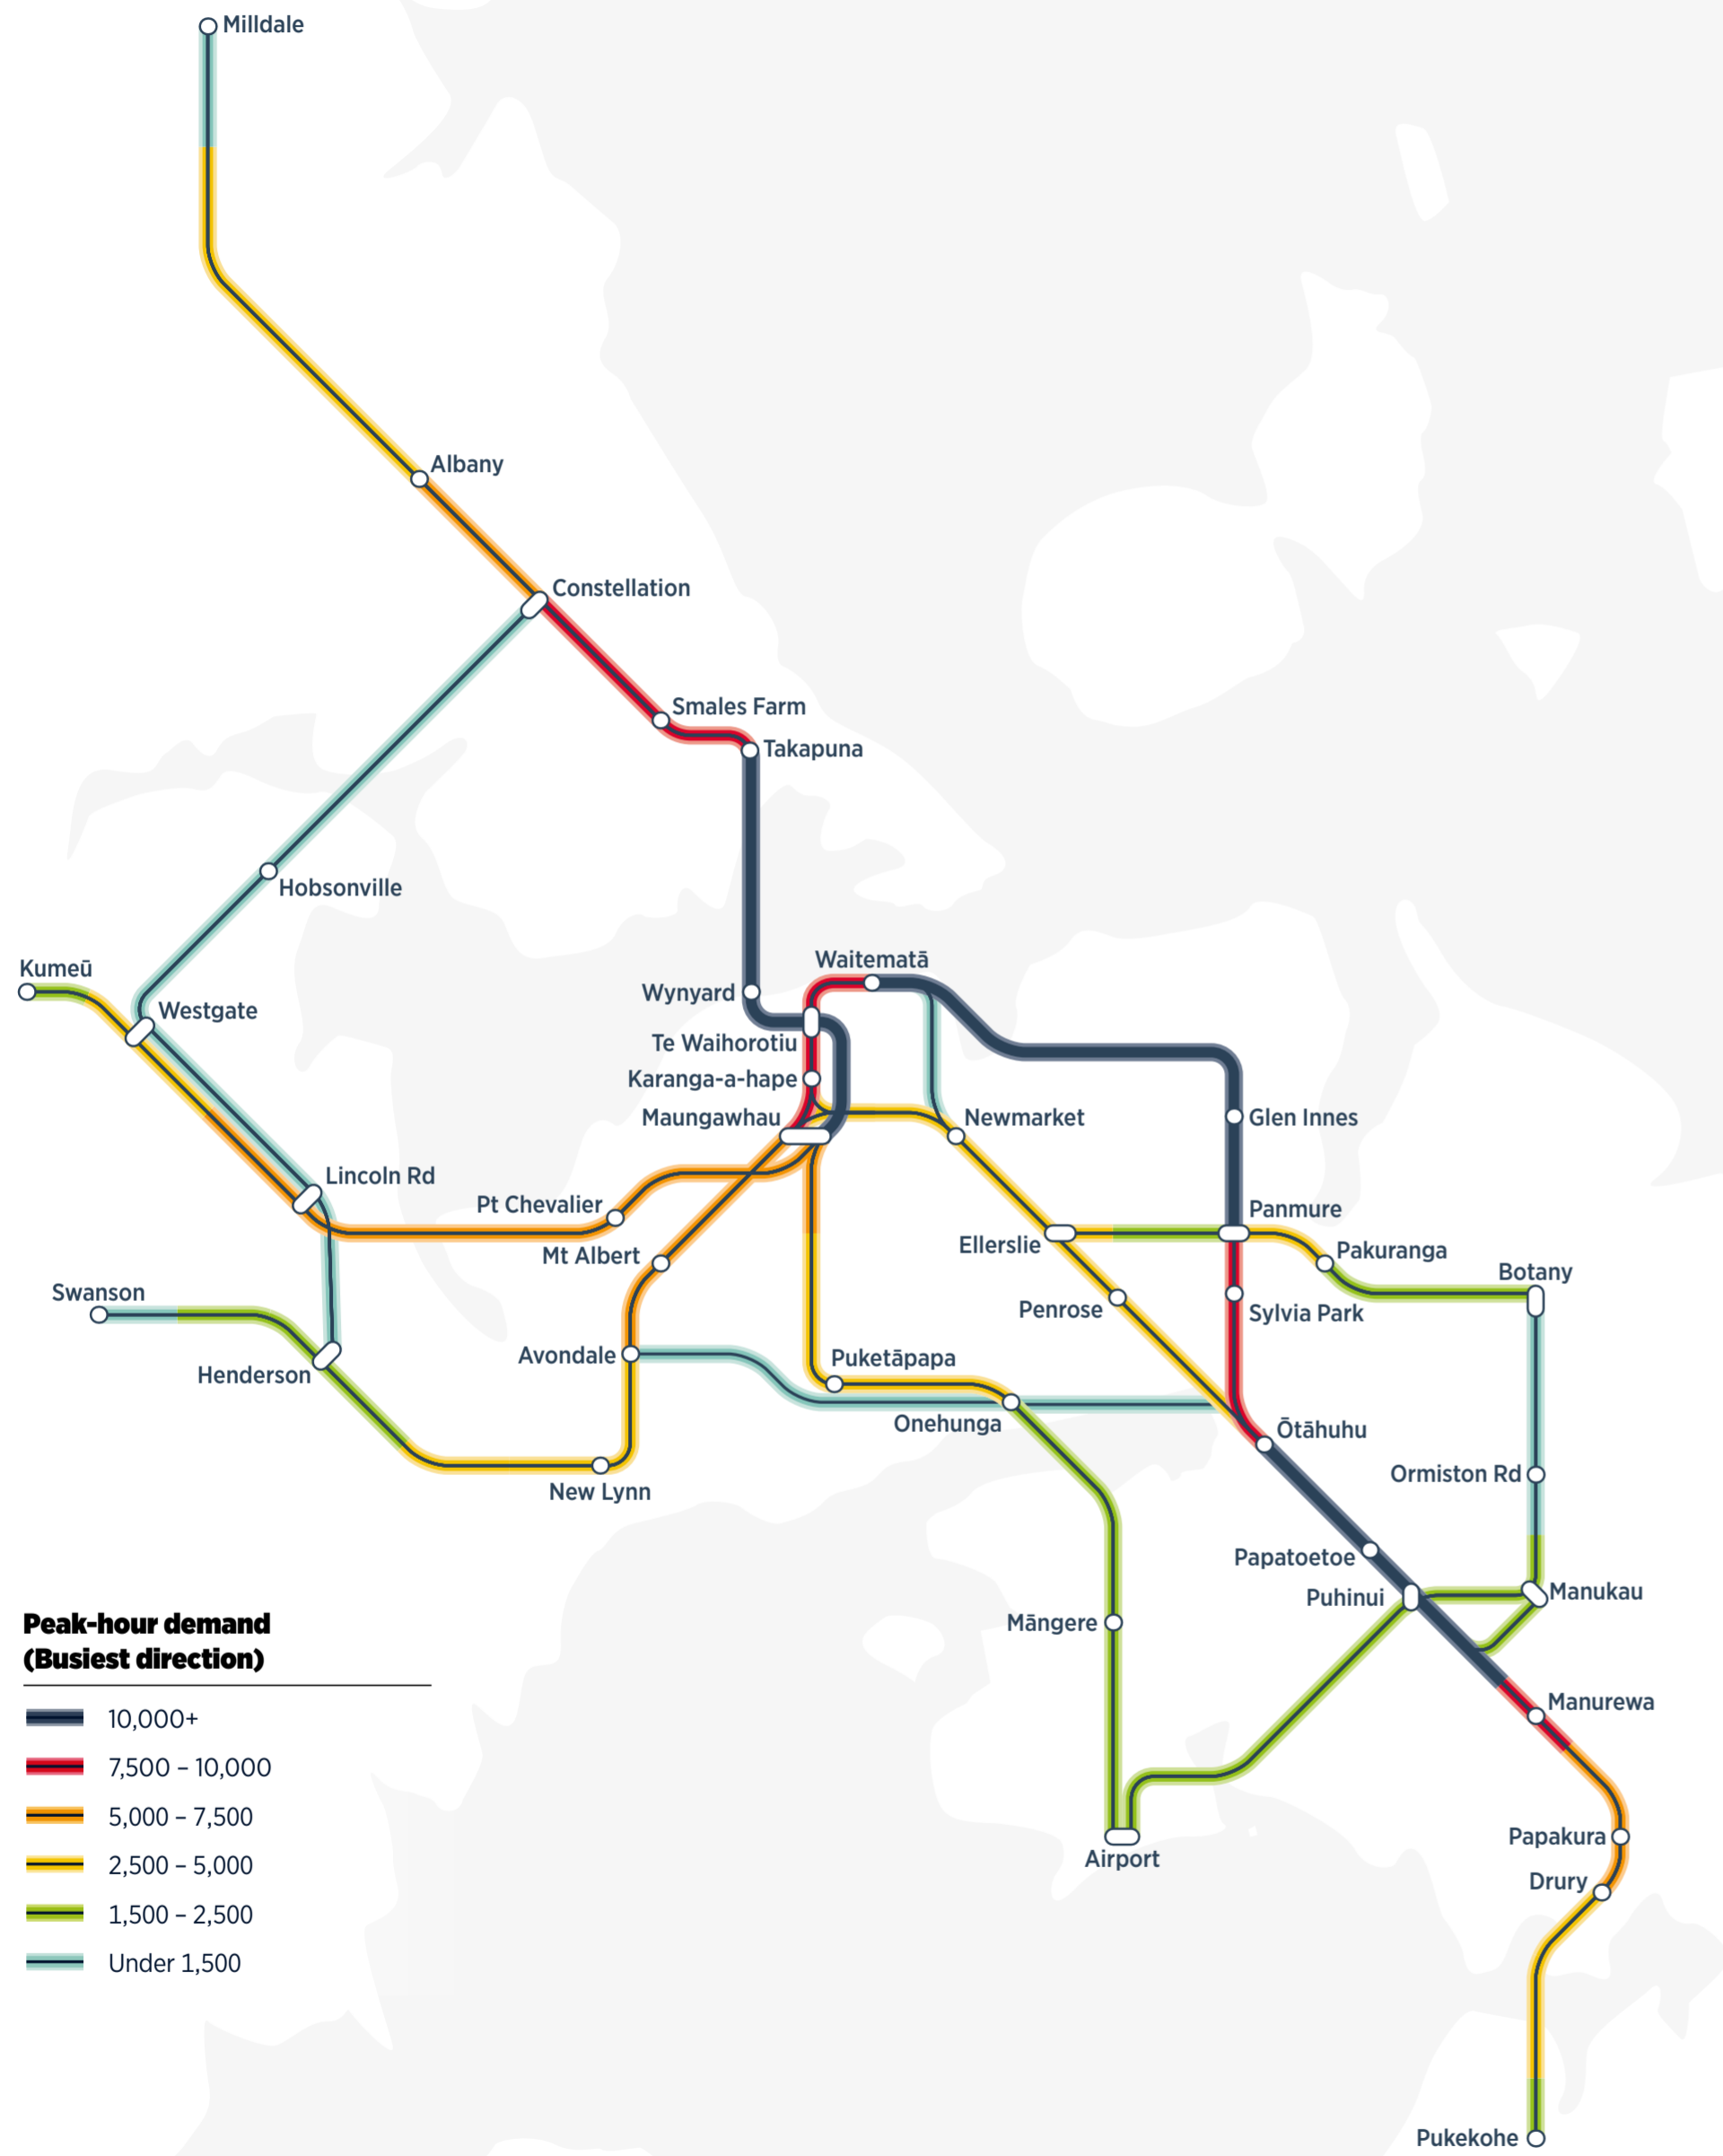 Milldale
Albany
Constellation
Smales Farm
Takapuna
Hobsonville
Kumeū
Westgate
Waitematā
Wynyard
Te Waihorotiu
Karanga-a-hape
Maungawhau
Newmarket
Glen Innes
Lincoln Rd
Pt Chevalier
Panmure
Mt Albert
Ellerslie
Pakuranga
Botany
Swanson
Penrose
Sylvia Park
Henderson
Avondale
Puketāpapa
Onehunga
Ōtāhuhu
New Lynn
Ormiston Rd
Papatoetoe
Puhinui
Manukau
Māngere
Manurewa
Airport
Papakura
Drury
Pukekohe
Peak-hour demand
(Busiest direction)
10,000+
7,500 – 10,000
5,000 – 7,500
2,500 – 5,000
1,500 – 2,500
Under 1,500